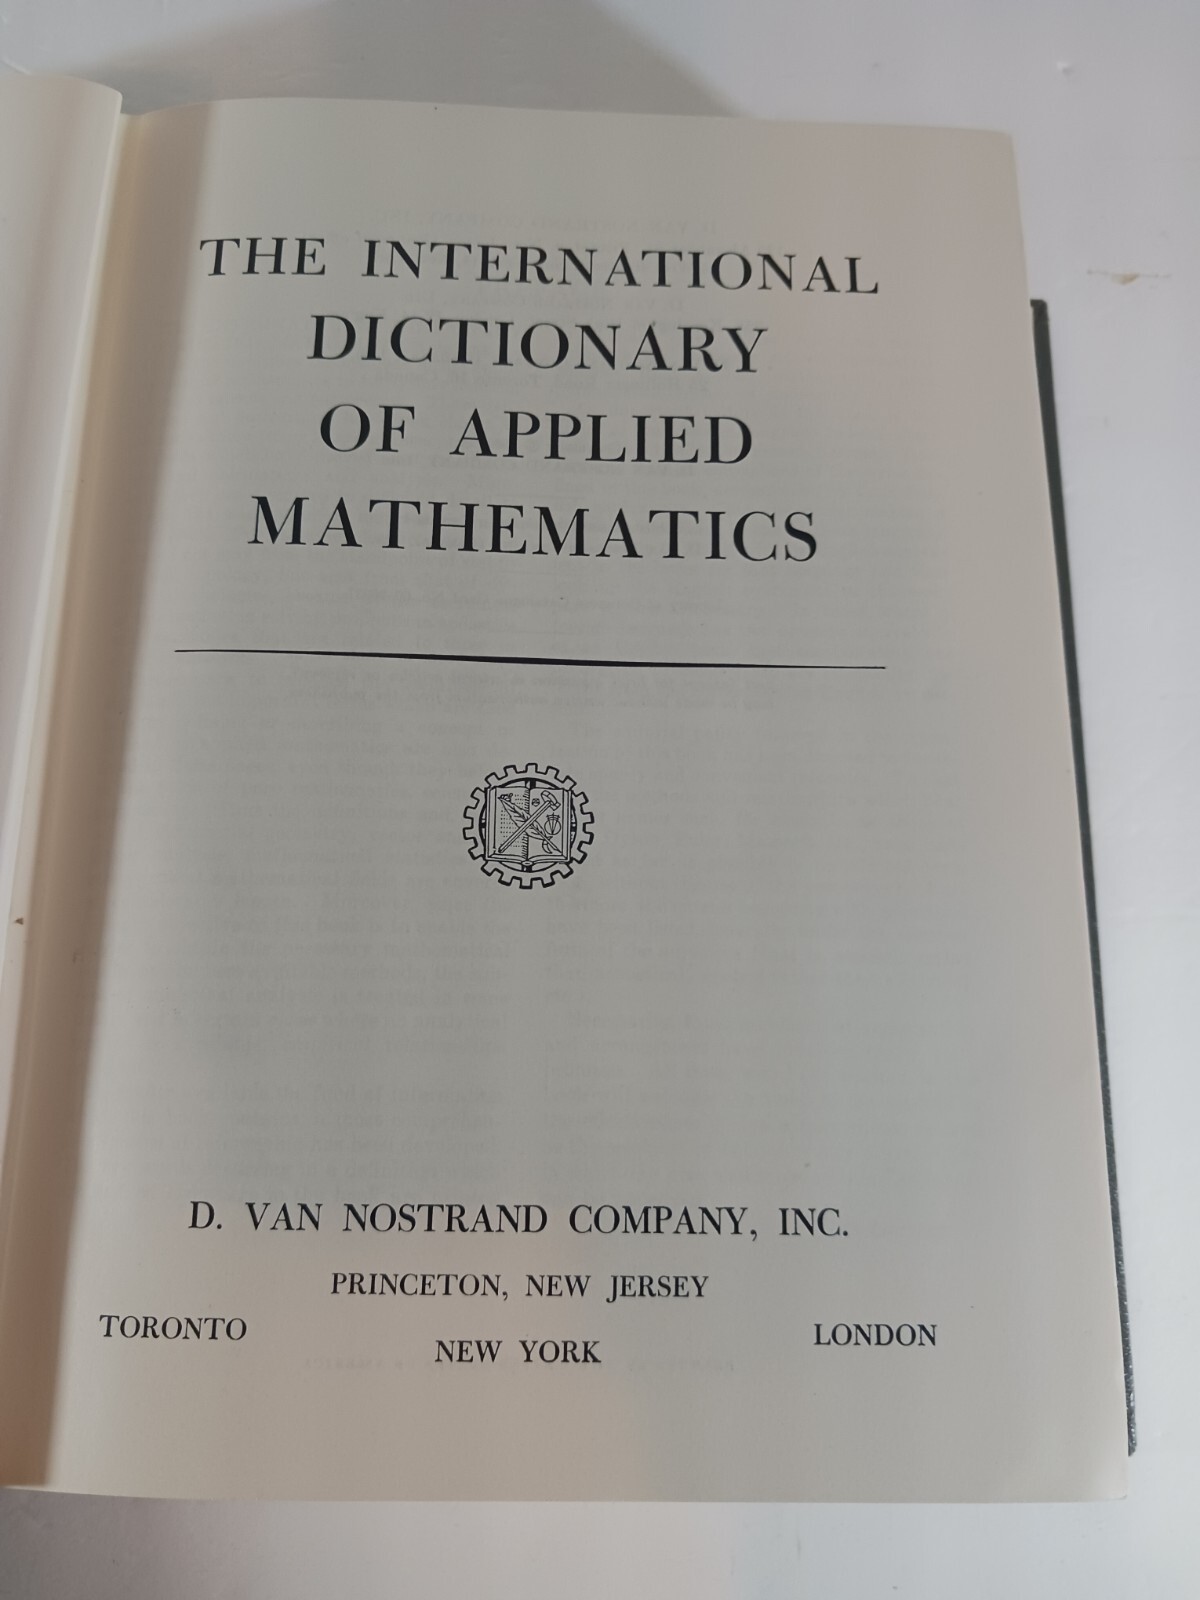 THE INTERNATIONAL
DICTIONARY
OF APPLIED
MATHEMATICS
D. VAN NOSTRAND COMPANY, INC.
PRINCETON, NEW JERSEY
TORONTO
NEW YORK
LONDON